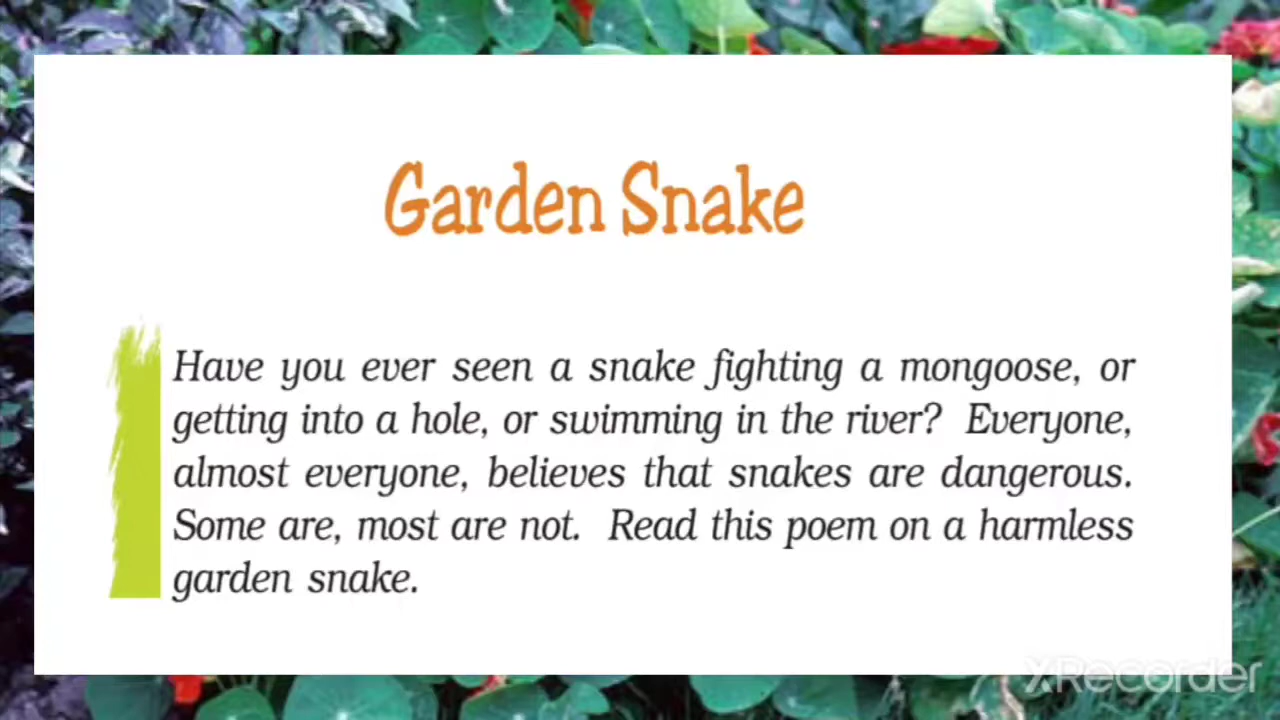 Garden Snake
Have you ever seen a snake fighting a mongoose, or
getting into a hole, or swimming in the river? Everyone,
almost everyone, believes that snakes are dangerous.
Some are, most are not. Read this poem on a harmless
garden snake.
XRecorder